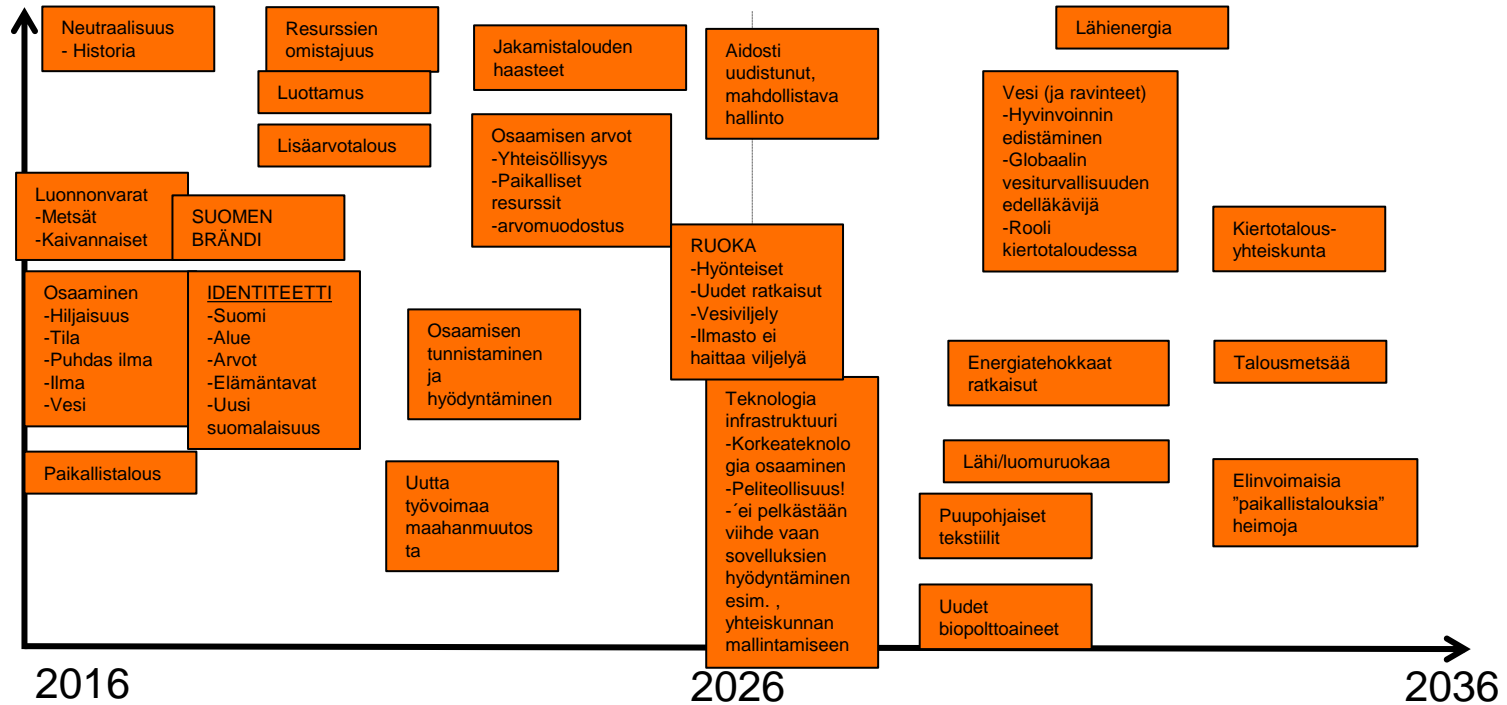 Neutraalisuus
- Historia
Resurssien
omistajuus
Luottamus
Lisäarvotalous
Jakamistalouden
haasteet
Aidosti
uudistunut,
mahdollistava
hallinto
Lähienergia
Vesi (ja ravinteet)
-Hyvinvoinnin
edistäminen
-Globaalin
vesiturvallisuuden
edelläkävijä
-Rooli
kiertotaloudessa
Osaamisen arvot
-Yhteisöllisyys
-Paikalliset
resurssit
-arvomuodostus
Luonnonvarat
-Metsät
-Kaivannaiset
SUOMEN
BRÄNDI
Kiertotalous-
yhteiskunta
RUOKA
-Hyönteiset
-Uudet ratkaisut
-Vesiviljely
-Ilmasto ei
haittaa viljelyä
Osaaminen
-Hiljaisuus
-Tila
-Puhdas ilma
-Ilma
-Vesi
IDENTITEETTI
-Suomi
-Alue
-Arvot
-Elämäntavat
-Uusi
suomalaisuus
Osaamisen
tunnistaminen
ja
hyödyntäminen
Energiatehokkaat
ratkaisut
Talousmetsää
Teknologia
infrastruktuuri
-Korkeateknolo
gia osaaminen
-Peliteollisuus!
-´ei pelkästään
viihde vaan
sovelluksien
hyödyntäminen
esim. ,
yhteiskunnan
mallintamiseen
Paikallistalous
Uutta
työvoimaa
maahanmuutos
ta
Lähi/luomuruokaa
Puupohjaiset
tekstiilit
Elinvoimaisia
”paikallistalouksia”
heimoja
Uudet
biopolttoaineet
2016
2026
2036